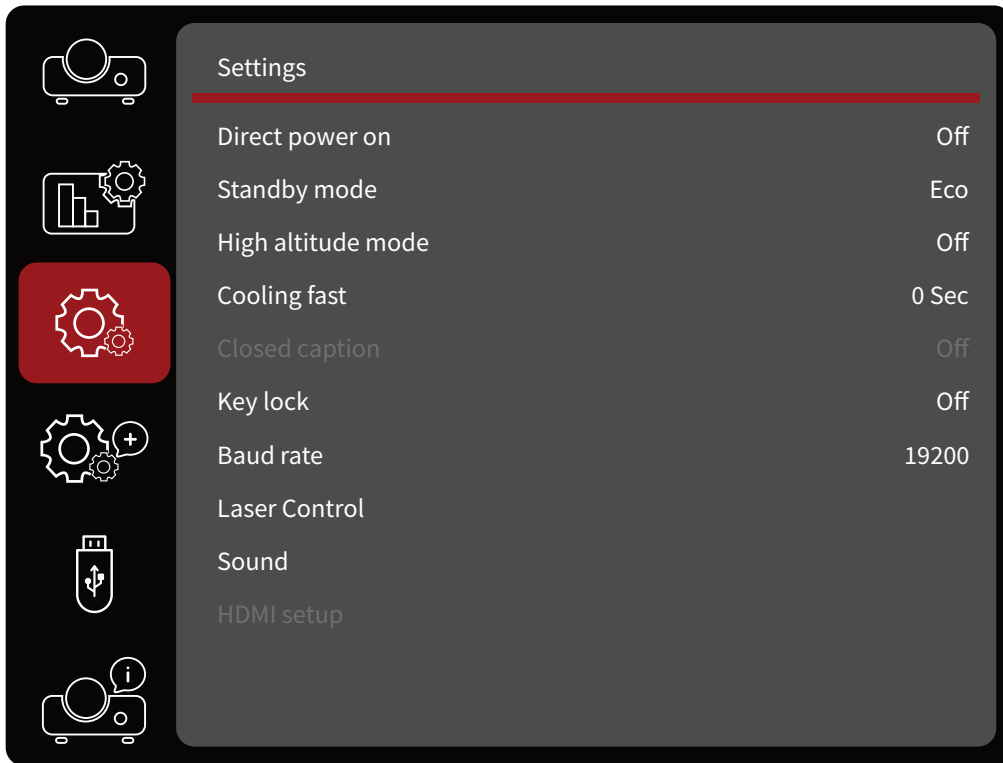 Settings
Direct power on Off
Standby mode Eco
High altitude mode Off
Cooling fast 0 Sec
Closed caption Off
Key lock Off
Baud rate 19200
Laser Control
Sound
HDMI setup